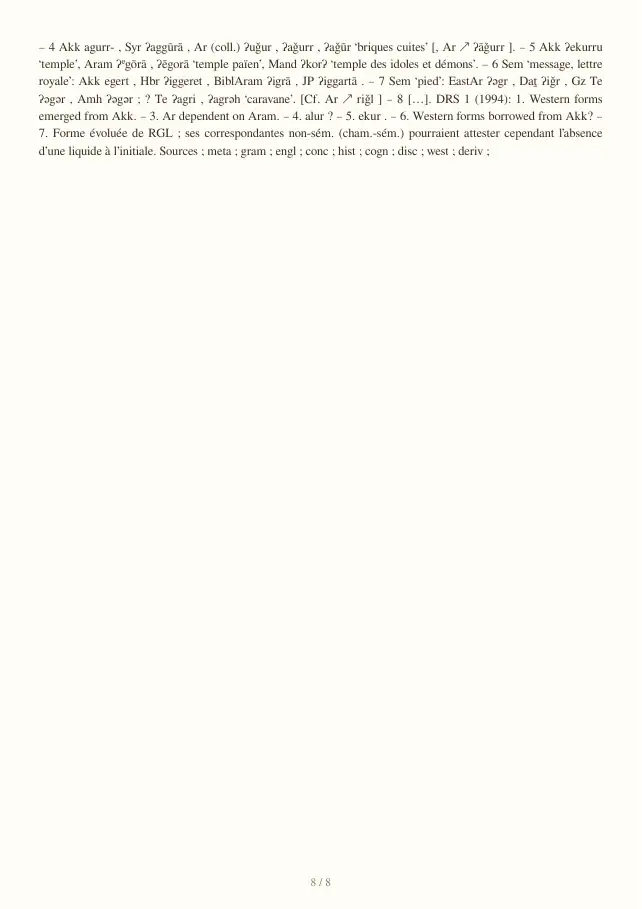 – 4 Akk agurr- , Syr ʔaggūrā , Ar (coll.) ʔuǧur , ʔaǧurr , ʔaǧūr ‘briques cuites’ [, Ar ↗ ʔāǧurr ]. – 5 Akk ʔekurru
‘temple’, Aram ʔᵉgōrā , ʔēgorā ‘temple païen’, Mand ʔkorʔ ‘temple des idoles et démons’. – 6 Sem ‘message, lettre
royale’: Akk egert , Hbr ʔiggeret , BiblAram ʔigrā , JP ʔiggartā . – 7 Sem ‘pied’: EastAr ʔǝgr , Daṯ ʔiǧr , Gz Te
ʔǝgǝr , Amh ʔǝgǝr ; ? Te ʔagri , ʔagrǝh ‘caravane’. [Cf. Ar ↗ riǧl ] – 8 […]. DRS 1 (1994): 1. Western forms
emerged from Akk. – 3. Ar dependent on Aram. – 4. alur ? – 5. ekur . – 6. Western forms borrowed from Akk? –
7. Forme évoluée de RGL ; ses correspondantes non-sém. (cham.-sém.) pourraient attester cependant l’absence
d’une liquide à l’initiale. Sources ; meta ; gram ; engl ; conc ; hist ; cogn ; disc ; west ; deriv ;
8 / 8